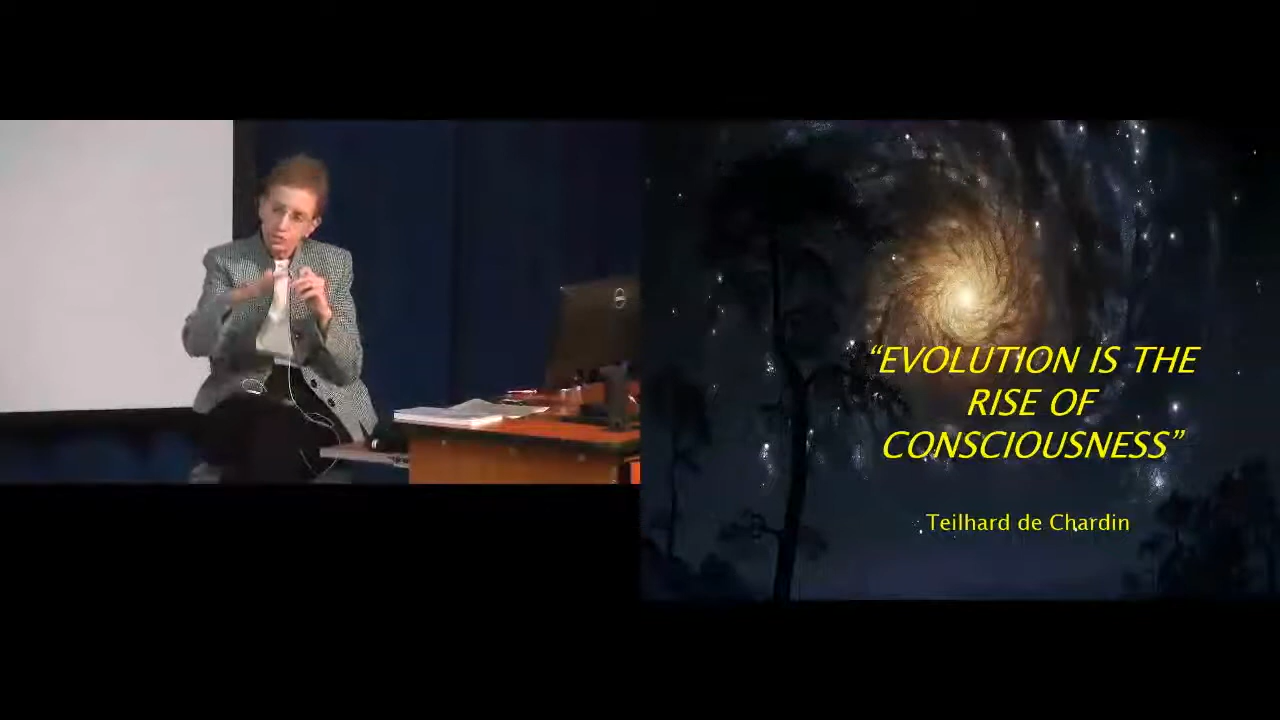 “EVOLUTION IS THE
RISE OF
CONSCIOUSNESS”
Teilhard de Chardin